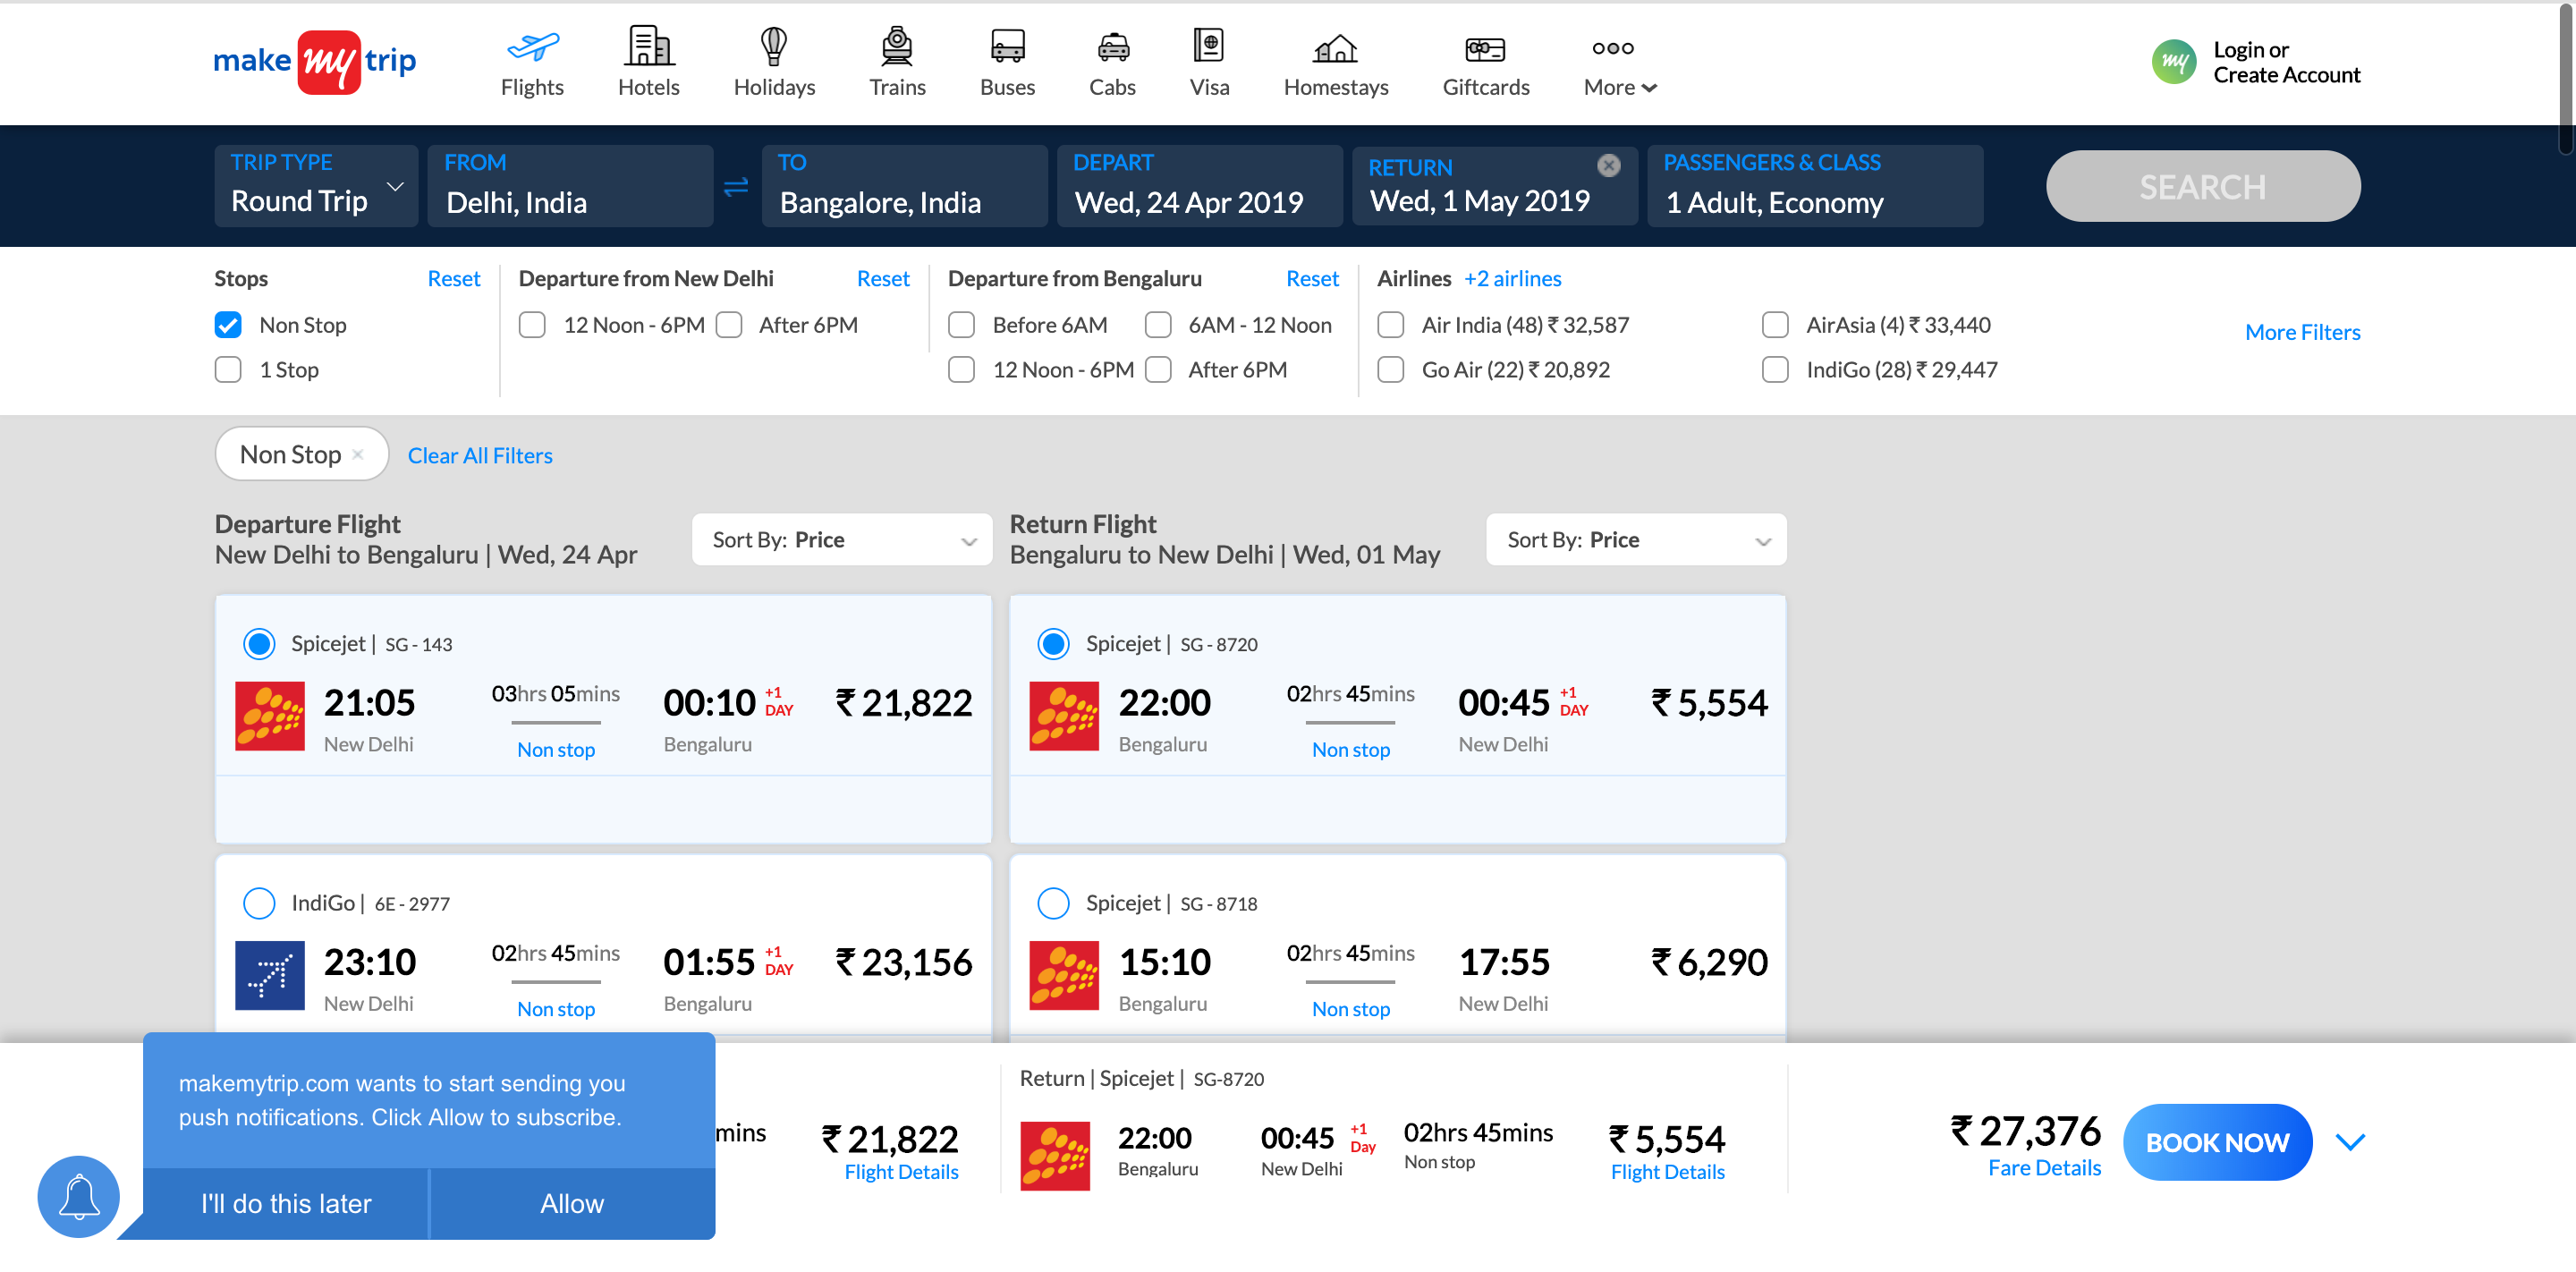 make my trip
Flights
Hotels
Holidays
Trains
Buses
Cabs
Visa
Homestays
Giftcards
More
my
Login or
Create Account
TRIP TYPE
Round Trip
FROM
Delhi, India
TO
Bangalore, India
DEPART
Wed, 24 Apr 2019
RETURN
Wed, 1 May 2019
PASSENGERS & CLASS
1 Adult, Economy
SEARCH
Stops Reset
Non Stop
1 Stop
Departure from New Delhi Reset
12 Noon - 6PM After 6PM
Departure from Bengaluru Reset
Before 6AM 6AM - 12 Noon
12 Noon - 6PM After 6PM
Airlines +2 airlines
Air India (48) ₹ 32,587 AirAsia (4) ₹ 33,440
Go Air (22) ₹ 20,892 IndiGo (28) ₹ 29,447
More Filters
Non Stop × Clear All Filters
Departure Flight
New Delhi to Bengaluru | Wed, 24 Apr
Sort By: Price
Return Flight
Bengaluru to New Delhi | Wed, 01 May
Sort By: Price
Spicejet | SG - 143
21:05 03hrs 05mins 00:10 +1 DAY ₹ 21,822
New Delhi Non stop Bengaluru
Spicejet | SG - 8720
22:00 02hrs 45mins 00:45 +1 DAY ₹ 5,554
Bengaluru Non stop New Delhi
IndiGo | 6E - 2977
23:10 02hrs 45mins 01:55 +1 DAY ₹ 23,156
New Delhi Non stop Bengaluru
Spicejet | SG - 8718
15:10 02hrs 45mins 17:55 ₹ 6,290
Bengaluru Non stop New Delhi
makemytrip.com wants to start sending you
push notifications. Click Allow to subscribe.
I'll do this later Allow
mins ₹ 21,822
Flight Details
Return | Spicejet | SG-8720
22:00 00:45 +1 Day 02hrs 45mins ₹ 5,554
Bengaluru New Delhi Non stop Flight Details
₹ 27,376
Fare Details
BOOK NOW